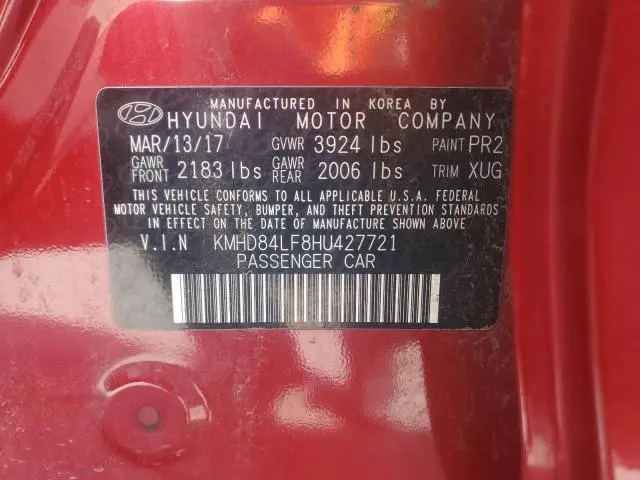 MANUFACTURED IN KOREA BY
HYUNDAI MOTOR COMPANY
MAR/13/17 GVWR 3924 lbs PAINT PR2
GAWR FRONT 2183 lbs GAWR REAR 2006 lbs TRIM XUG
THIS VEHICLE CONFORMS TO ALL APPLICABLE U.S.A. FEDERAL
MOTOR VEHICLE SAFETY, BUMPER, AND THEFT PREVENTION STANDARDS
IN EFFECT ON THE DATE OF MANUFACTURE SHOWN ABOVE
V.I.N KMHD84LF8HU427721
PASSENGER CAR